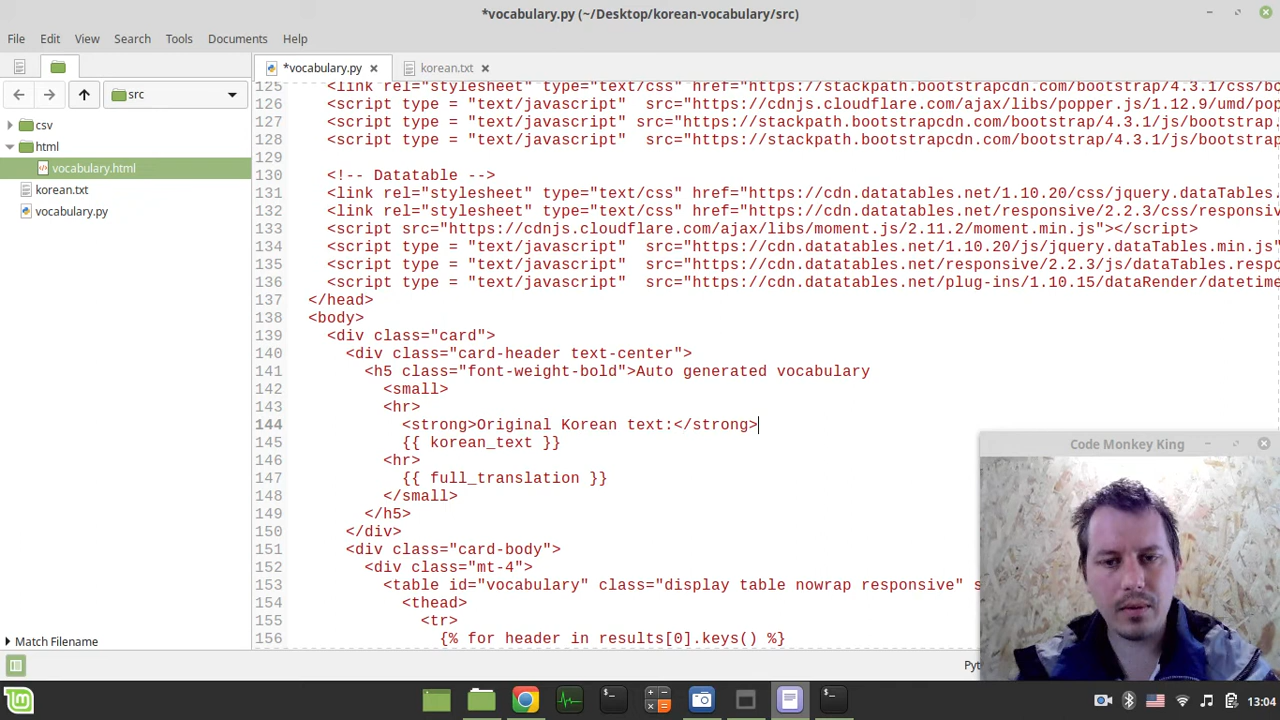 *vocabulary.py (~/Desktop/korean-vocabulary/src)
File Edit View Search Tools Documents Help
*vocabulary.py korean.txt
src
csv
html
vocabulary.html
korean.txt
vocabulary.py
Match Filename
125 <link rel="stylesheet" type="text/css" href="https://stackpath.bootstrapcdn.com/bootstrap/4.3.1/css/bo
126 <script type = "text/javascript"  src="https://cdnjs.cloudflare.com/ajax/libs/popper.js/1.12.9/umd/pop
127 <script type = "text/javascript" src="https://stackpath.bootstrapcdn.com/bootstrap/4.3.1/js/bootstrap.
128 <script type = "text/javascript"  src="https://stackpath.bootstrapcdn.com/bootstrap/4.3.1/js/bootstrap
129
130 <!-- Datatable -->
131 <link rel="stylesheet" type="text/css" href="https://cdn.datatables.net/1.10.20/css/jquery.dataTables.
132 <link rel="stylesheet" type="text/css" href="https://cdn.datatables.net/responsive/2.2.3/css/responsiv
133 <script src="https://cdnjs.cloudflare.com/ajax/libs/moment.js/2.11.2/moment.min.js"></script>
134 <script type = "text/javascript"  src="https://cdn.datatables.net/1.10.20/js/jquery.dataTables.min.js"
135 <script type = "text/javascript"  src="https://cdn.datatables.net/responsive/2.2.3/js/dataTables.respo
136 <script type = "text/javascript"  src="https://cdn.datatables.net/plug-ins/1.10.15/dataRender/datetime
137 </head>
138 <body>
139 <div class="card">
140 <div class="card-header text-center">
141 <h5 class="font-weight-bold">Auto generated vocabulary
142 <small>
143 <hr>
144 <strong>Original Korean text:</strong>
145 {{ korean_text }}
146 <hr>
147 {{ full_translation }}
148 </small>
149 </h5>
150 </div>
151 <div class="card-body">
152 <div class="mt-4">
153 <table id="vocabulary" class="display table nowrap responsive" s
154 <thead>
155 <tr>
156 {% for header in results[0].keys() %}
Code Monkey King
Pyt
13:04